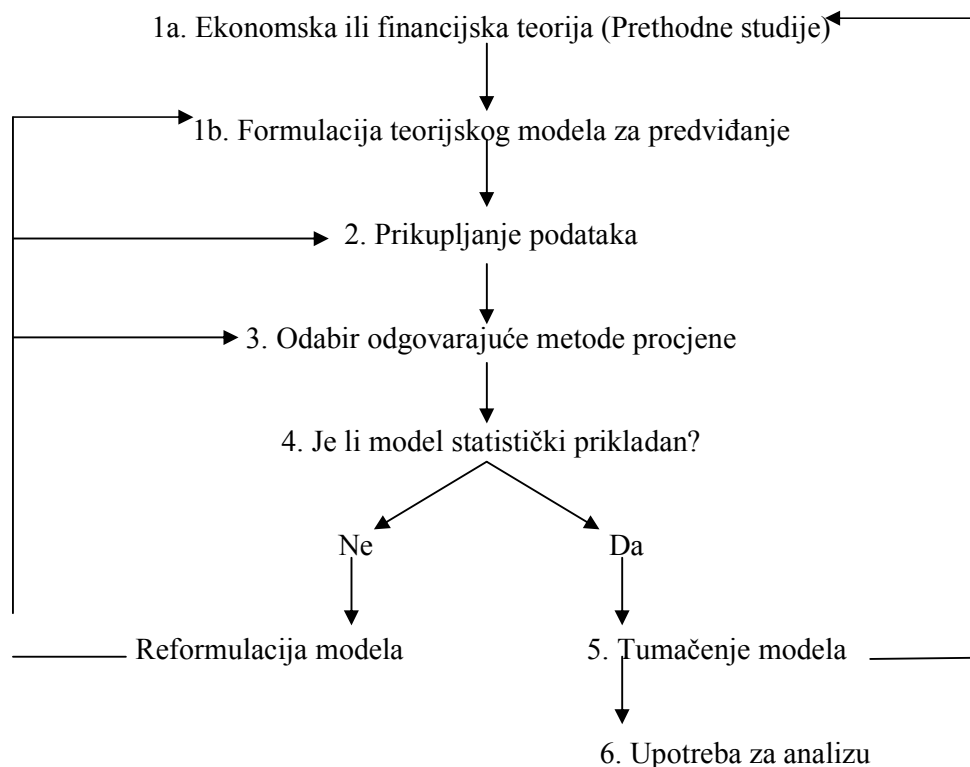 1a. Ekonomska ili financijska teorija (Prethodne studije)
1b. Formulacija teorijskog modela za predviđanje
2. Prikupljanje podataka
3. Odabir odgovarajuće metode procjene
4. Je li model statistički prikladan?
Ne
Da
Reformulacija modela
5. Tumačenje modela
6. Upotreba za analizu